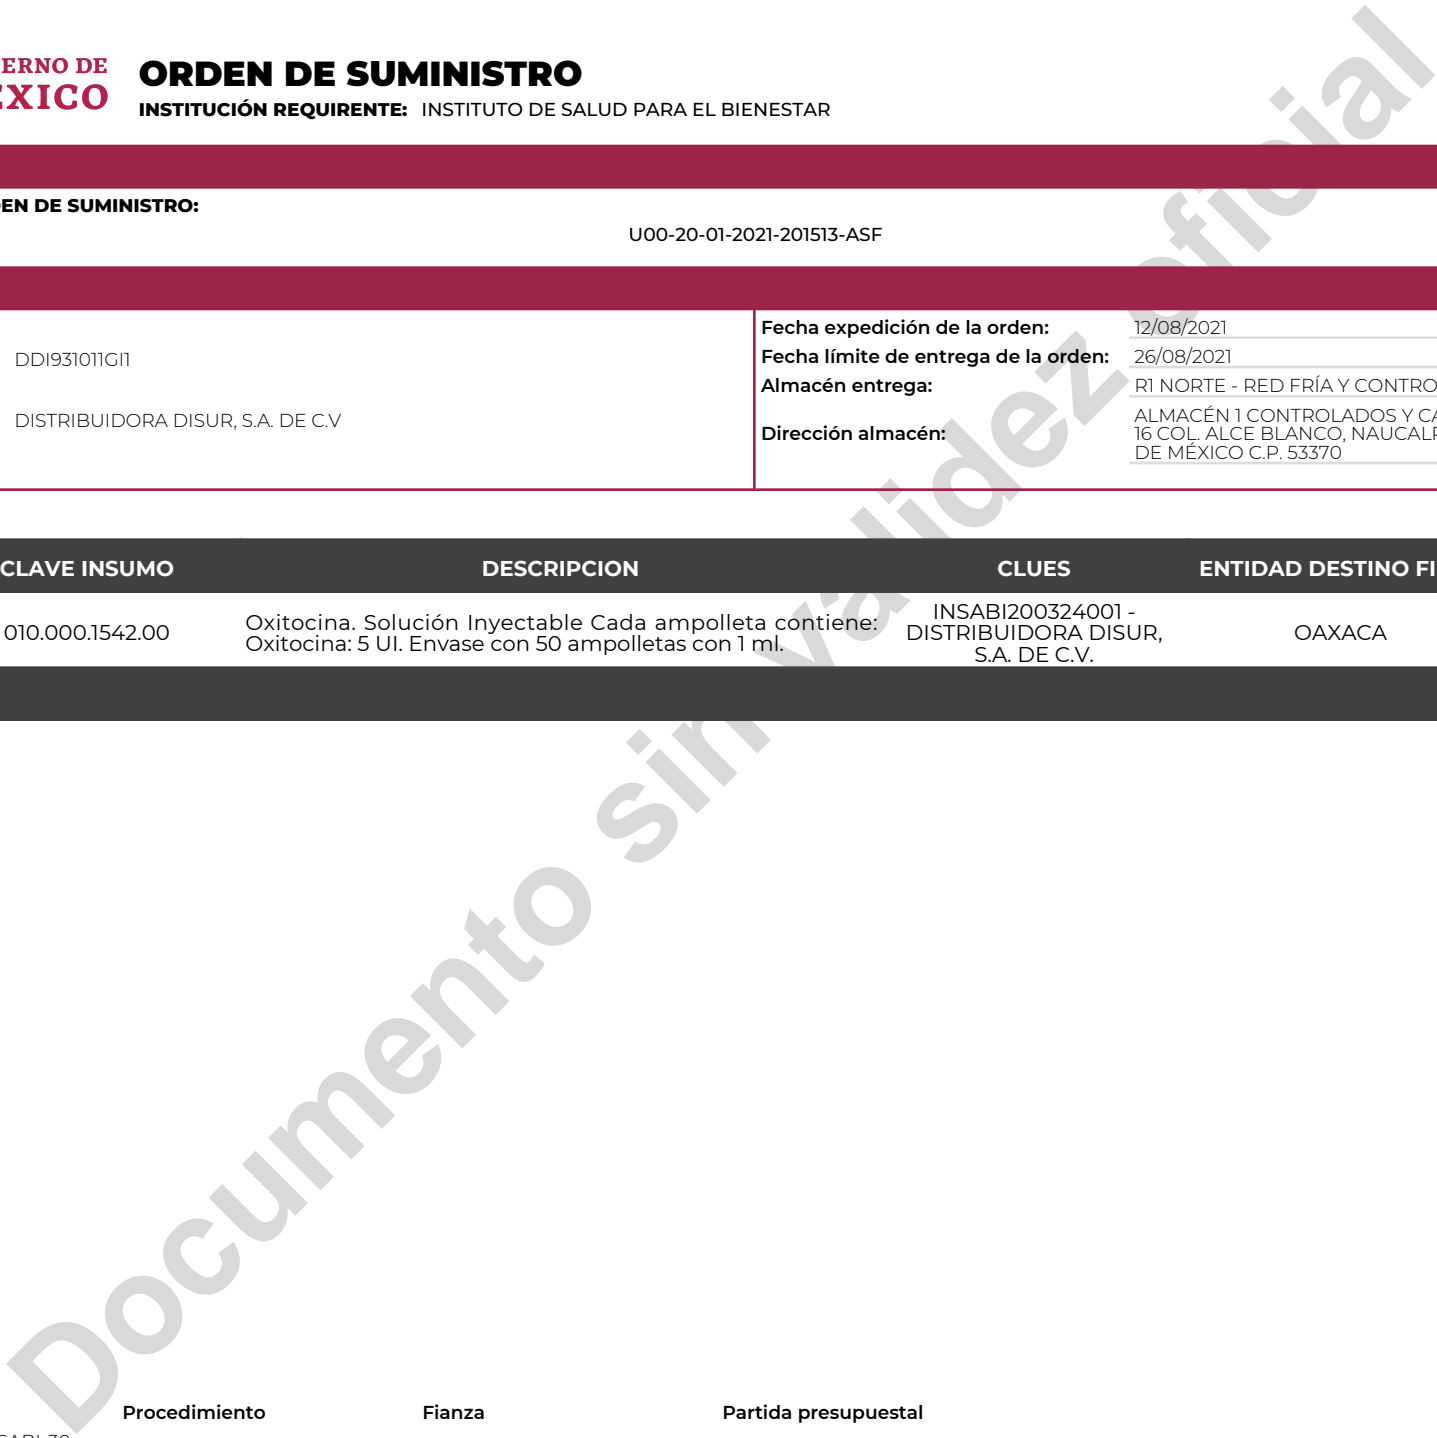 ERNO DE
ÉXICO
ORDEN DE SUMINISTRO
INSTITUCIÓN REQUIRENTE: INSTITUTO DE SALUD PARA EL BIENESTAR
EN DE SUMINISTRO:
U00-20-01-2021-201513-ASF
DDI931011GI1
DISTRIBUIDORA DISUR, S.A. DE C.V
Fecha expedición de la orden: 12/08/2021
Fecha límite de entrega de la orden: 26/08/2021
Almacén entrega: R1 NORTE - RED FRÍA Y CONTRO
Dirección almacén: ALMACÉN 1 CONTROLADOS Y CA
16 COL. ALCE BLANCO, NAUCALP
DE MÉXICO C.P. 53370
CLAVE INSUMO DESCRIPCION CLUES ENTIDAD DESTINO FI
010.000.1542.00
Oxitocina. Solución Inyectable Cada ampolleta contiene:
Oxitocina: 5 UI. Envase con 50 ampolletas con 1 ml.
INSABI200324001 -
DISTRIBUIDORA DISUR,
S.A. DE C.V.
OAXACA
Documento sin validez oficial
Procedimiento Fianza Partida presupuestal